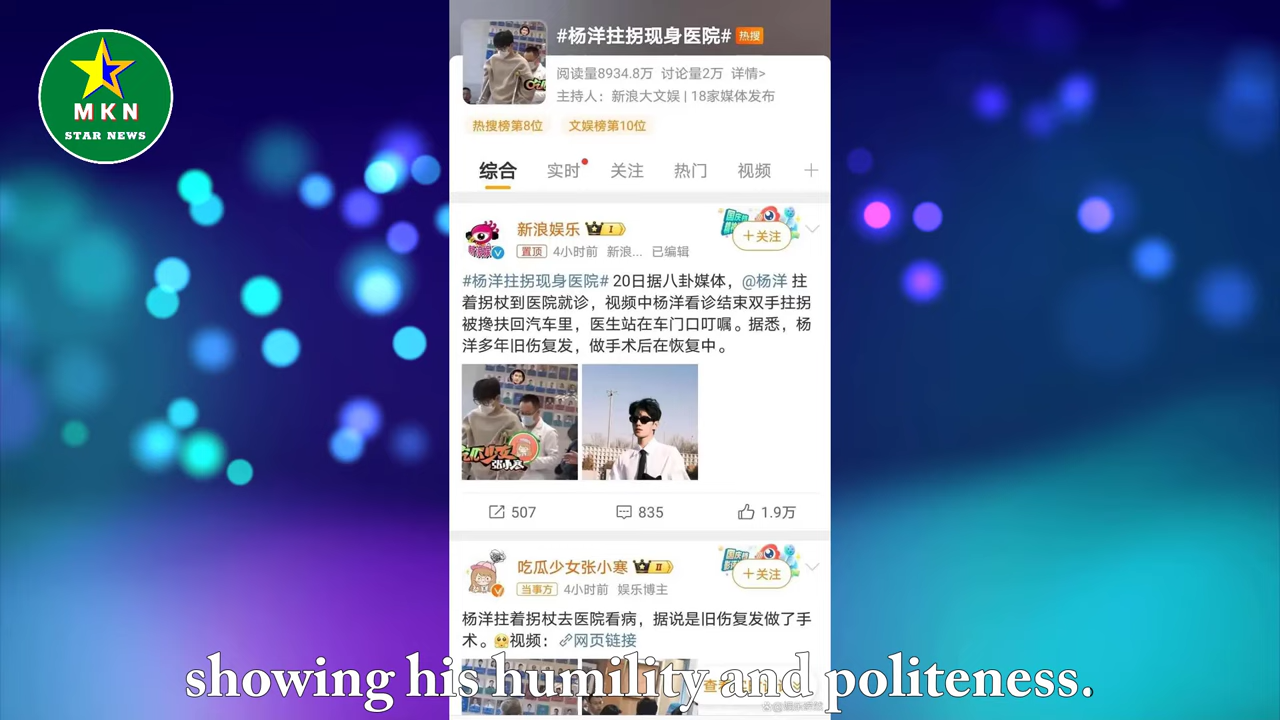 MKN
STAR NEWS
#杨洋拄拐现身医院# 热搜
阅读量8934.8万 讨论量2万 详情>
主持人：新浪大文娱 | 18家媒体发布
热搜榜第8位 文娱榜第10位
综合 实时 关注 热门 视频
新浪娱乐 I
+关注
置顶 4小时前 新浪... 已编辑
#杨洋拄拐现身医院# 20日据八卦媒体，@杨洋 拄
着拐杖到医院就诊，视频中杨洋看诊结束双手拄拐
被搀扶回汽车里，医生站在车门口叮嘱。据悉，杨
洋多年旧伤复发，做手术后在恢复中。
吃瓜少女
张小寒
507 835 1.9万
吃瓜少女张小寒 II
+关注
当事方 4小时前 娱乐博主
杨洋拄着拐杖去医院看病，据说是旧伤复发做了手
术。视频：网页链接
showing his humility and politeness.